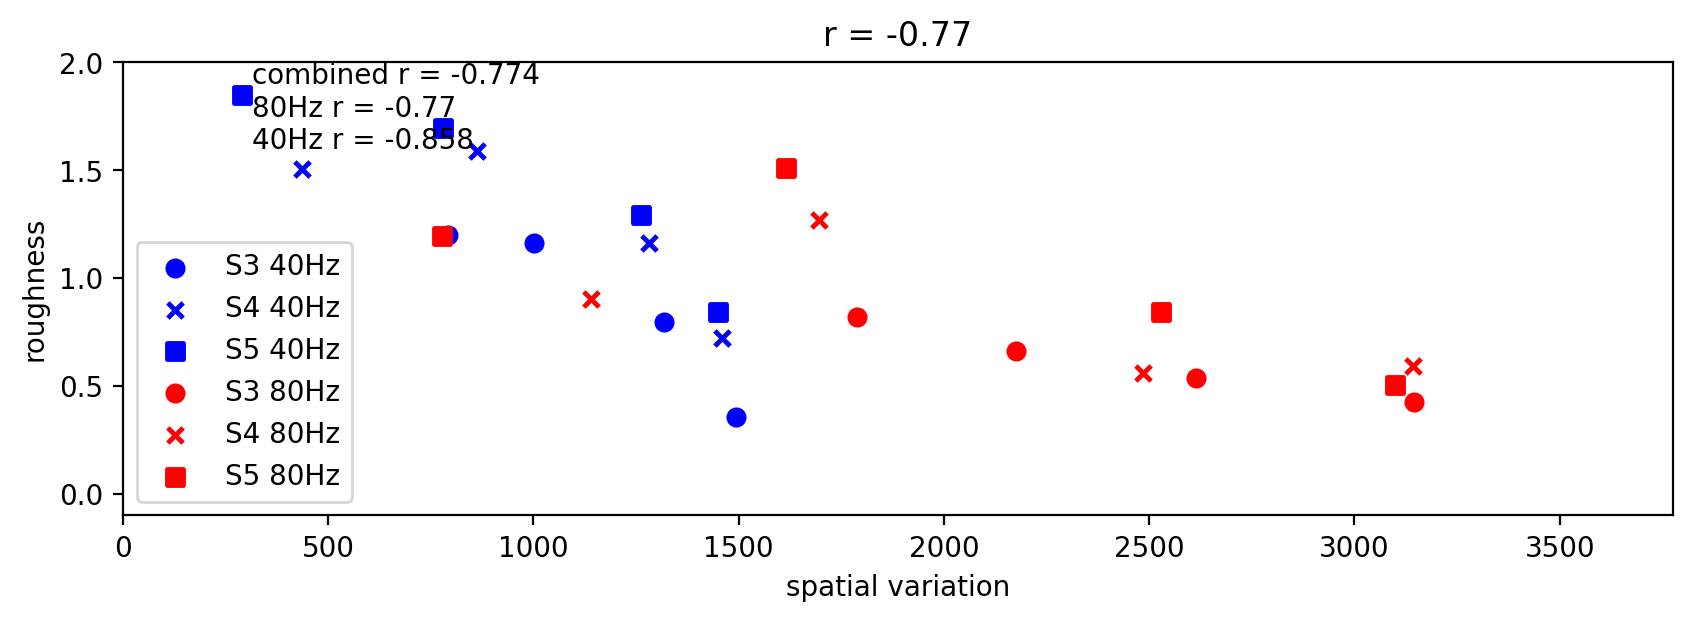 r = -0.77
combined r = -0.774
80Hz r = -0.77
40Hz r = -0.858
2.0
1.5
1.0
0.5
0.0
roughness
S3 40Hz
S4 40Hz
S5 40Hz
S3 80Hz
S4 80Hz
S5 80Hz
0 500 1000 1500 2000 2500 3000 3500
spatial variation